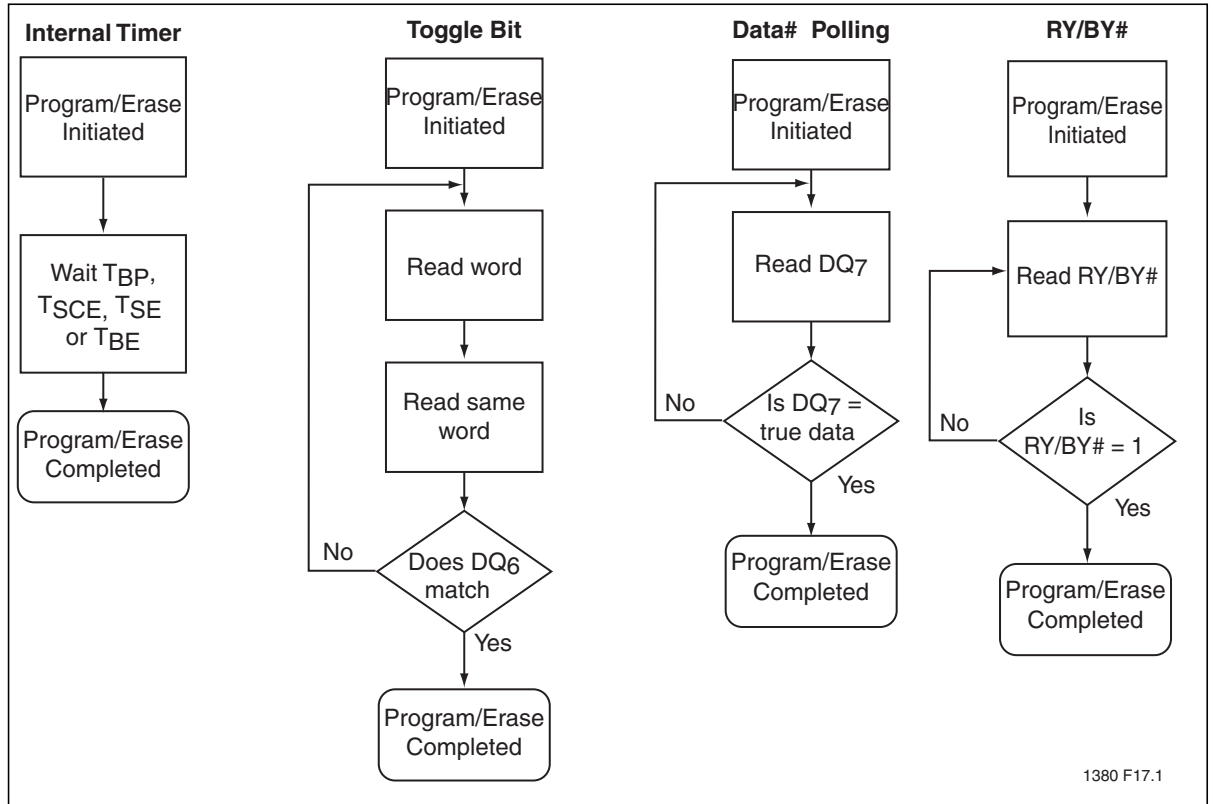 Internal Timer
Program/Erase
Initiated
Wait TBP,
TSCE, TSE
or TBE
Program/Erase
Completed
Toggle Bit
Program/Erase
Initiated
Read word
Read same
word
No
Does DQ6
match
Yes
Program/Erase
Completed
Data# Polling
Program/Erase
Initiated
Read DQ7
No
Is DQ7 =
true data
Yes
Program/Erase
Completed
RY/BY#
Program/Erase
Initiated
Read RY/BY#
No
Is
RY/BY# = 1
Yes
Program/Erase
Completed
1380 F17.1